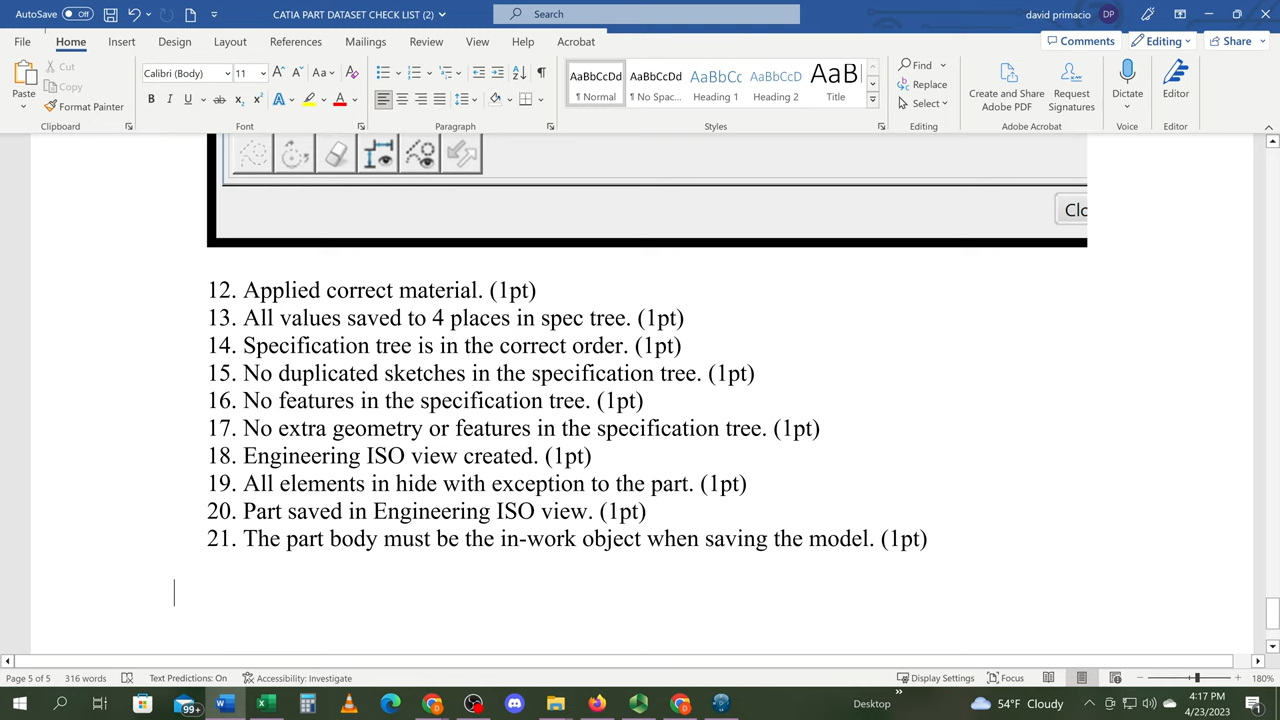 AutoSave Off CATIA PART DATASET CHECK LIST (2) Search david primacio DP
File Home Insert Design Layout References Mailings Review View Help Acrobat Comments Editing Share
Paste Cut Copy Format Painter Clipboard
Calibri (Body) 11 Font
Paragraph
AaBbCcDd AaBbCcDd AaBbCc AaBbCcD AaB
¶ Normal ¶ No Spac... Heading 1 Heading 2 Title
Styles
Find Replace Select Editing
Create and Share Adobe PDF Request Signatures Adobe Acrobat
Dictate Voice
Editor Editor
Clo
12. Applied correct material. (1pt)
13. All values saved to 4 places in spec tree. (1pt)
14. Specification tree is in the correct order. (1pt)
15. No duplicated sketches in the specification tree. (1pt)
16. No features in the specification tree. (1pt)
17. No extra geometry or features in the specification tree. (1pt)
18. Engineering ISO view created. (1pt)
19. All elements in hide with exception to the part. (1pt)
20. Part saved in Engineering ISO view. (1pt)
21. The part body must be the in-work object when saving the model. (1pt)
Page 5 of 5 316 words Text Predictions: On Accessibility: Investigate Display Settings Focus 180%
99+ Desktop 54°F Cloudy 4:17 PM
4/23/2023